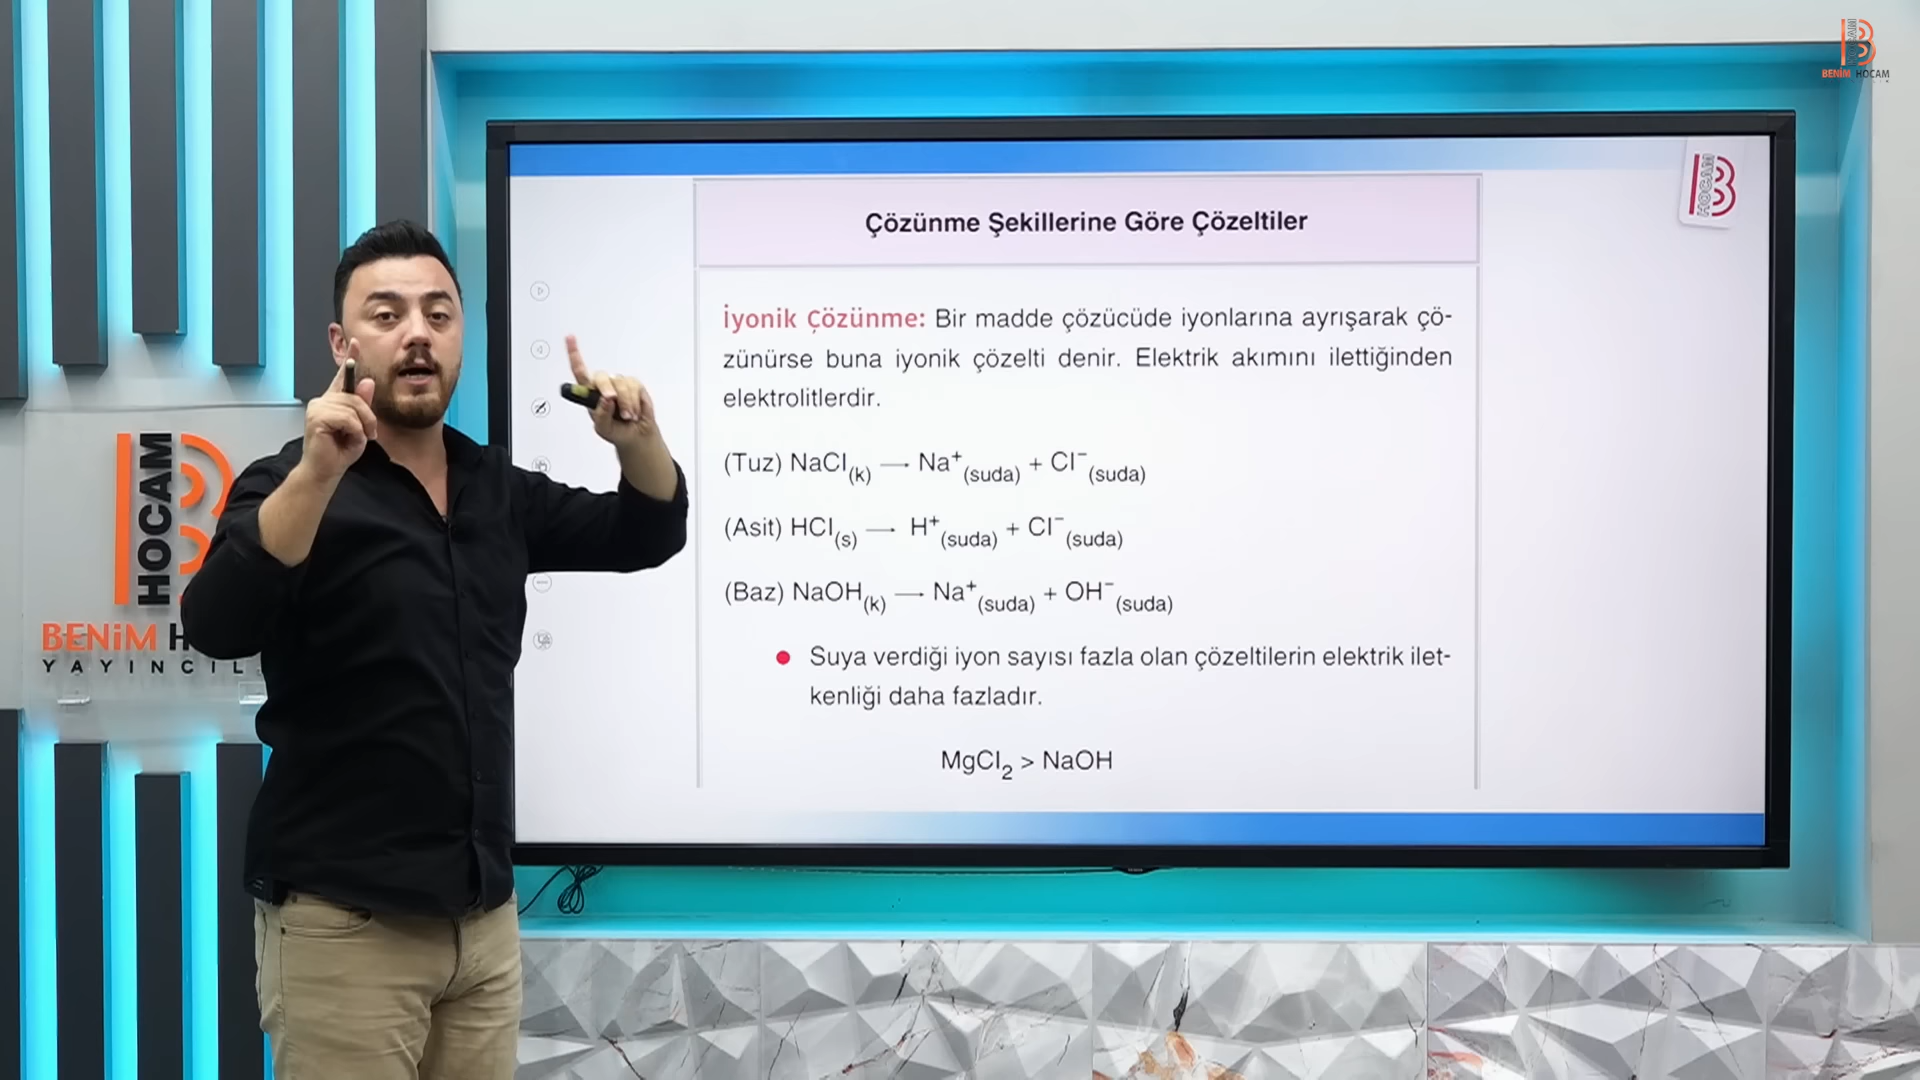 HOCAM
BENİM HOCAM
HOCAM
Çözünme Şekillerine Göre Çözeltiler
İyonik Çözünme: Bir madde çözücüde iyonlarına ayrışarak çö-
zünürse buna iyonik çözelti denir. Elektrik akımını ilettiğinden
elektrolitlerdir.
(Tuz) NaCl(k) → Na⁺(suda) + Cl⁻(suda)
(Asit) HCl(s) → H⁺(suda) + Cl⁻(suda)
(Baz) NaOH(k) → Na⁺(suda) + OH⁻(suda)
● Suya verdiği iyon sayısı fazla olan çözeltilerin elektrik ilet-
kenliği daha fazladır.
MgCl₂ > NaOH
HOCAM
BENİM H
YAYINCIL